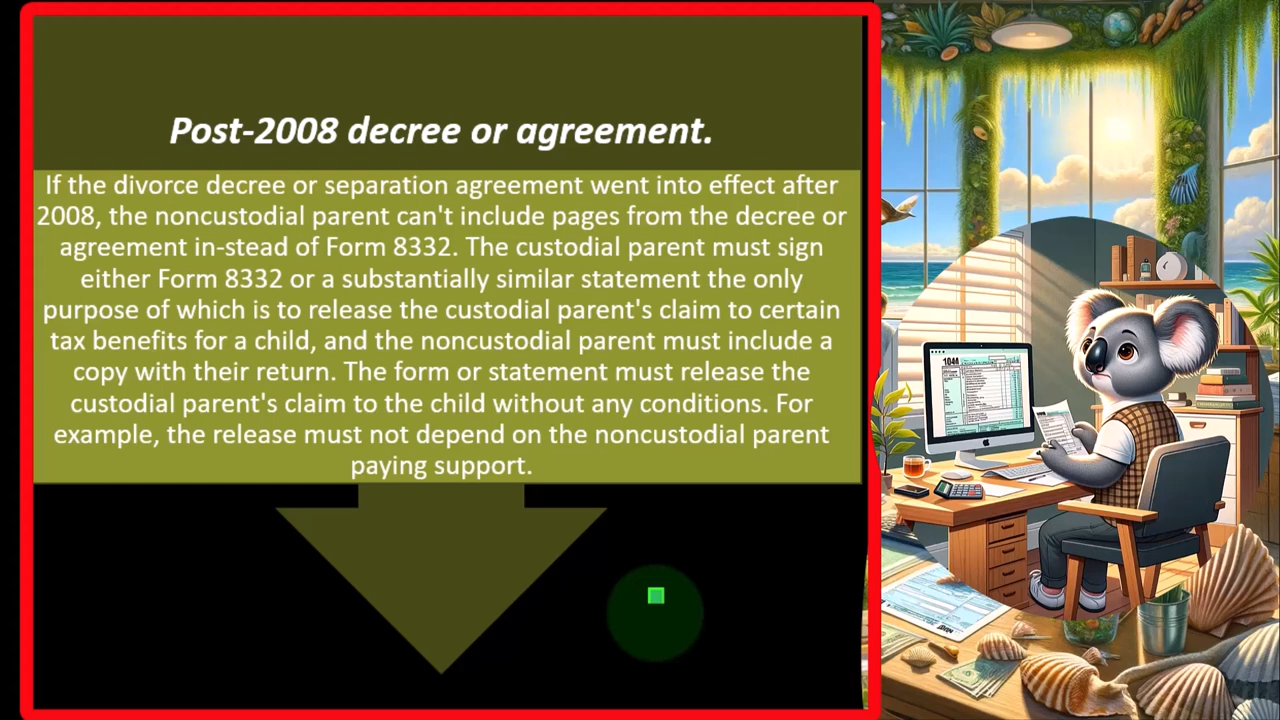 Post-2008 decree or agreement.
If the divorce decree or separation agreement went into effect after
2008, the noncustodial parent can't include pages from the decree or
agreement in-stead of Form 8332. The custodial parent must sign
either Form 8332 or a substantially similar statement the only
purpose of which is to release the custodial parent's claim to certain
tax benefits for a child, and the noncustodial parent must include a
copy with their return. The form or statement must release the
custodial parent's claim to the child without any conditions. For
example, the release must not depend on the noncustodial parent
paying support.